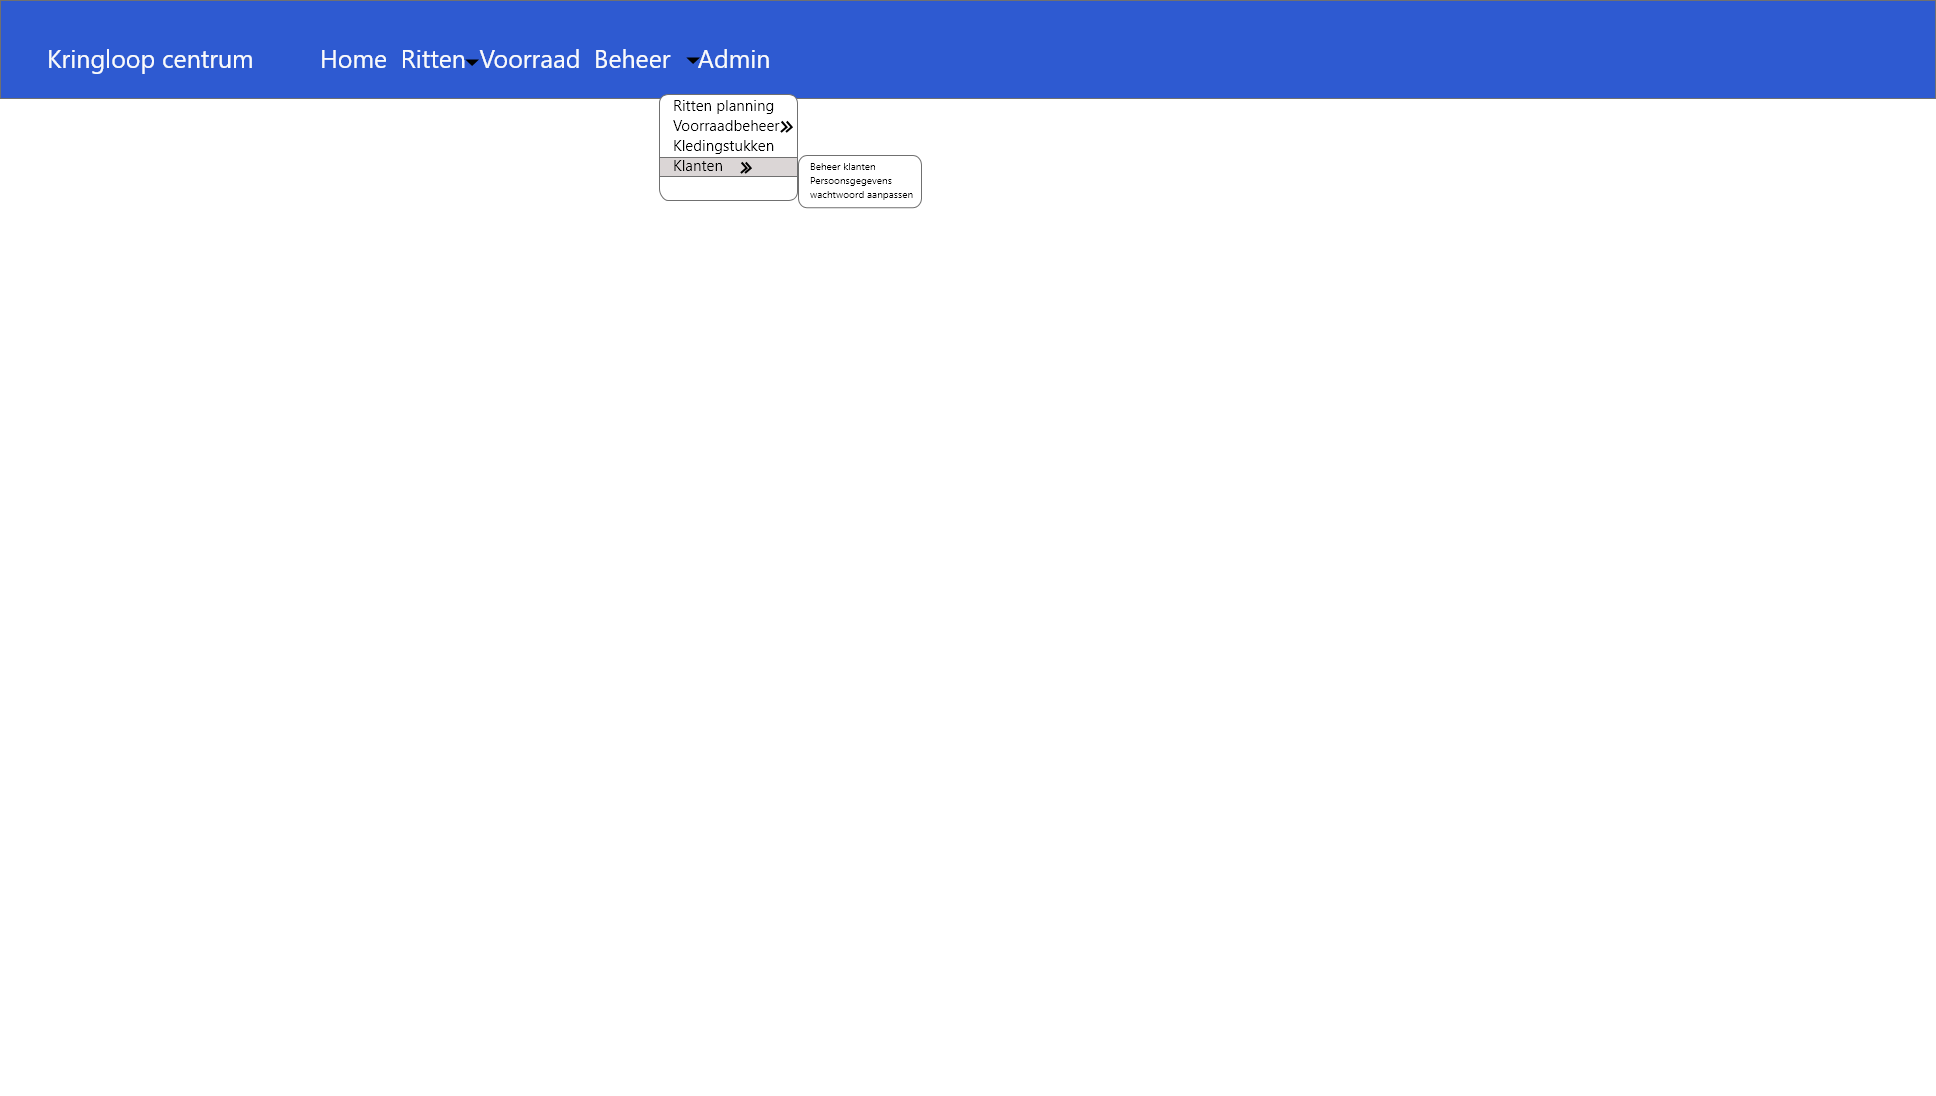 Kringloop centrum Home Ritten Voorraad Beheer Admin
Ritten planning
Voorraadbeheer
Kledingstukken
Klanten
Beheer klanten
Persoonsgegevens
wachtwoord aanpassen